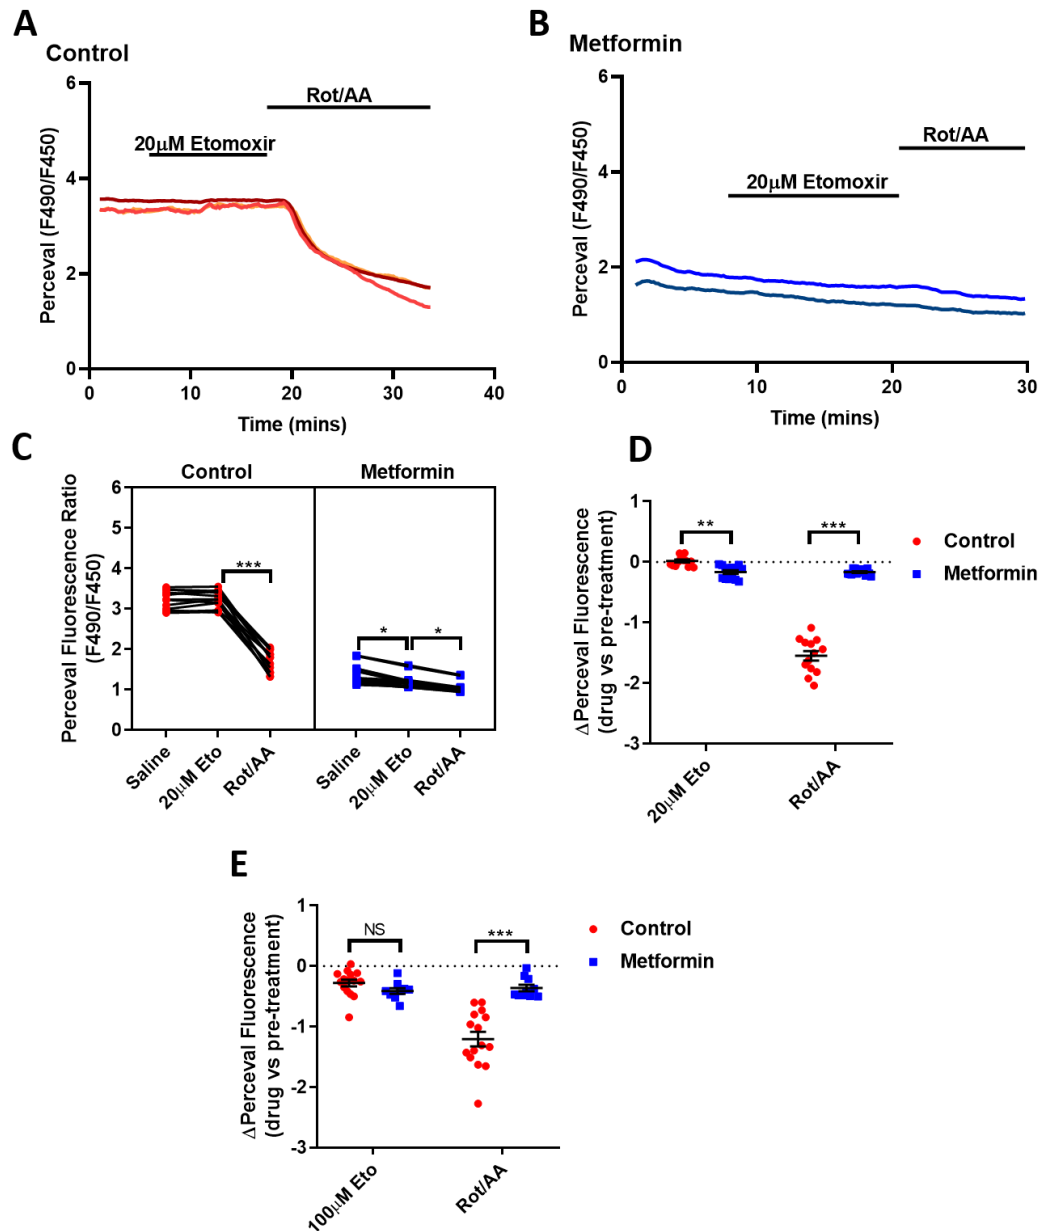 A
Control
6
4
2
0
Perceval (F490/F450)
Rot/AA
20μM Etomoxir
0
10
20
30
40
Time (mins)
B
Metformin
6
4
2
0
Perceval (F490/F450)
Rot/AA
20μM Etomoxir
0
10
20
30
Time (mins)
C
Control
Metformin
6
5
4
3
2
1
0
Perceval Fluorescence Ratio
(F490/F450)
***
*
*
Saline
20μM Eto
Rot/AA
Saline
20μM Eto
Rot/AA
D
1
0
-1
-2
-3
ΔPerceval Fluorescence
(drug vs pre-treatment)
**
***
Control
Metformin
20μM Eto
Rot/AA
E
1
0
-1
-2
-3
ΔPerceval Fluorescence
(drug vs pre-treatment)
NS
***
Control
Metformin
100μM Eto
Rot/AA